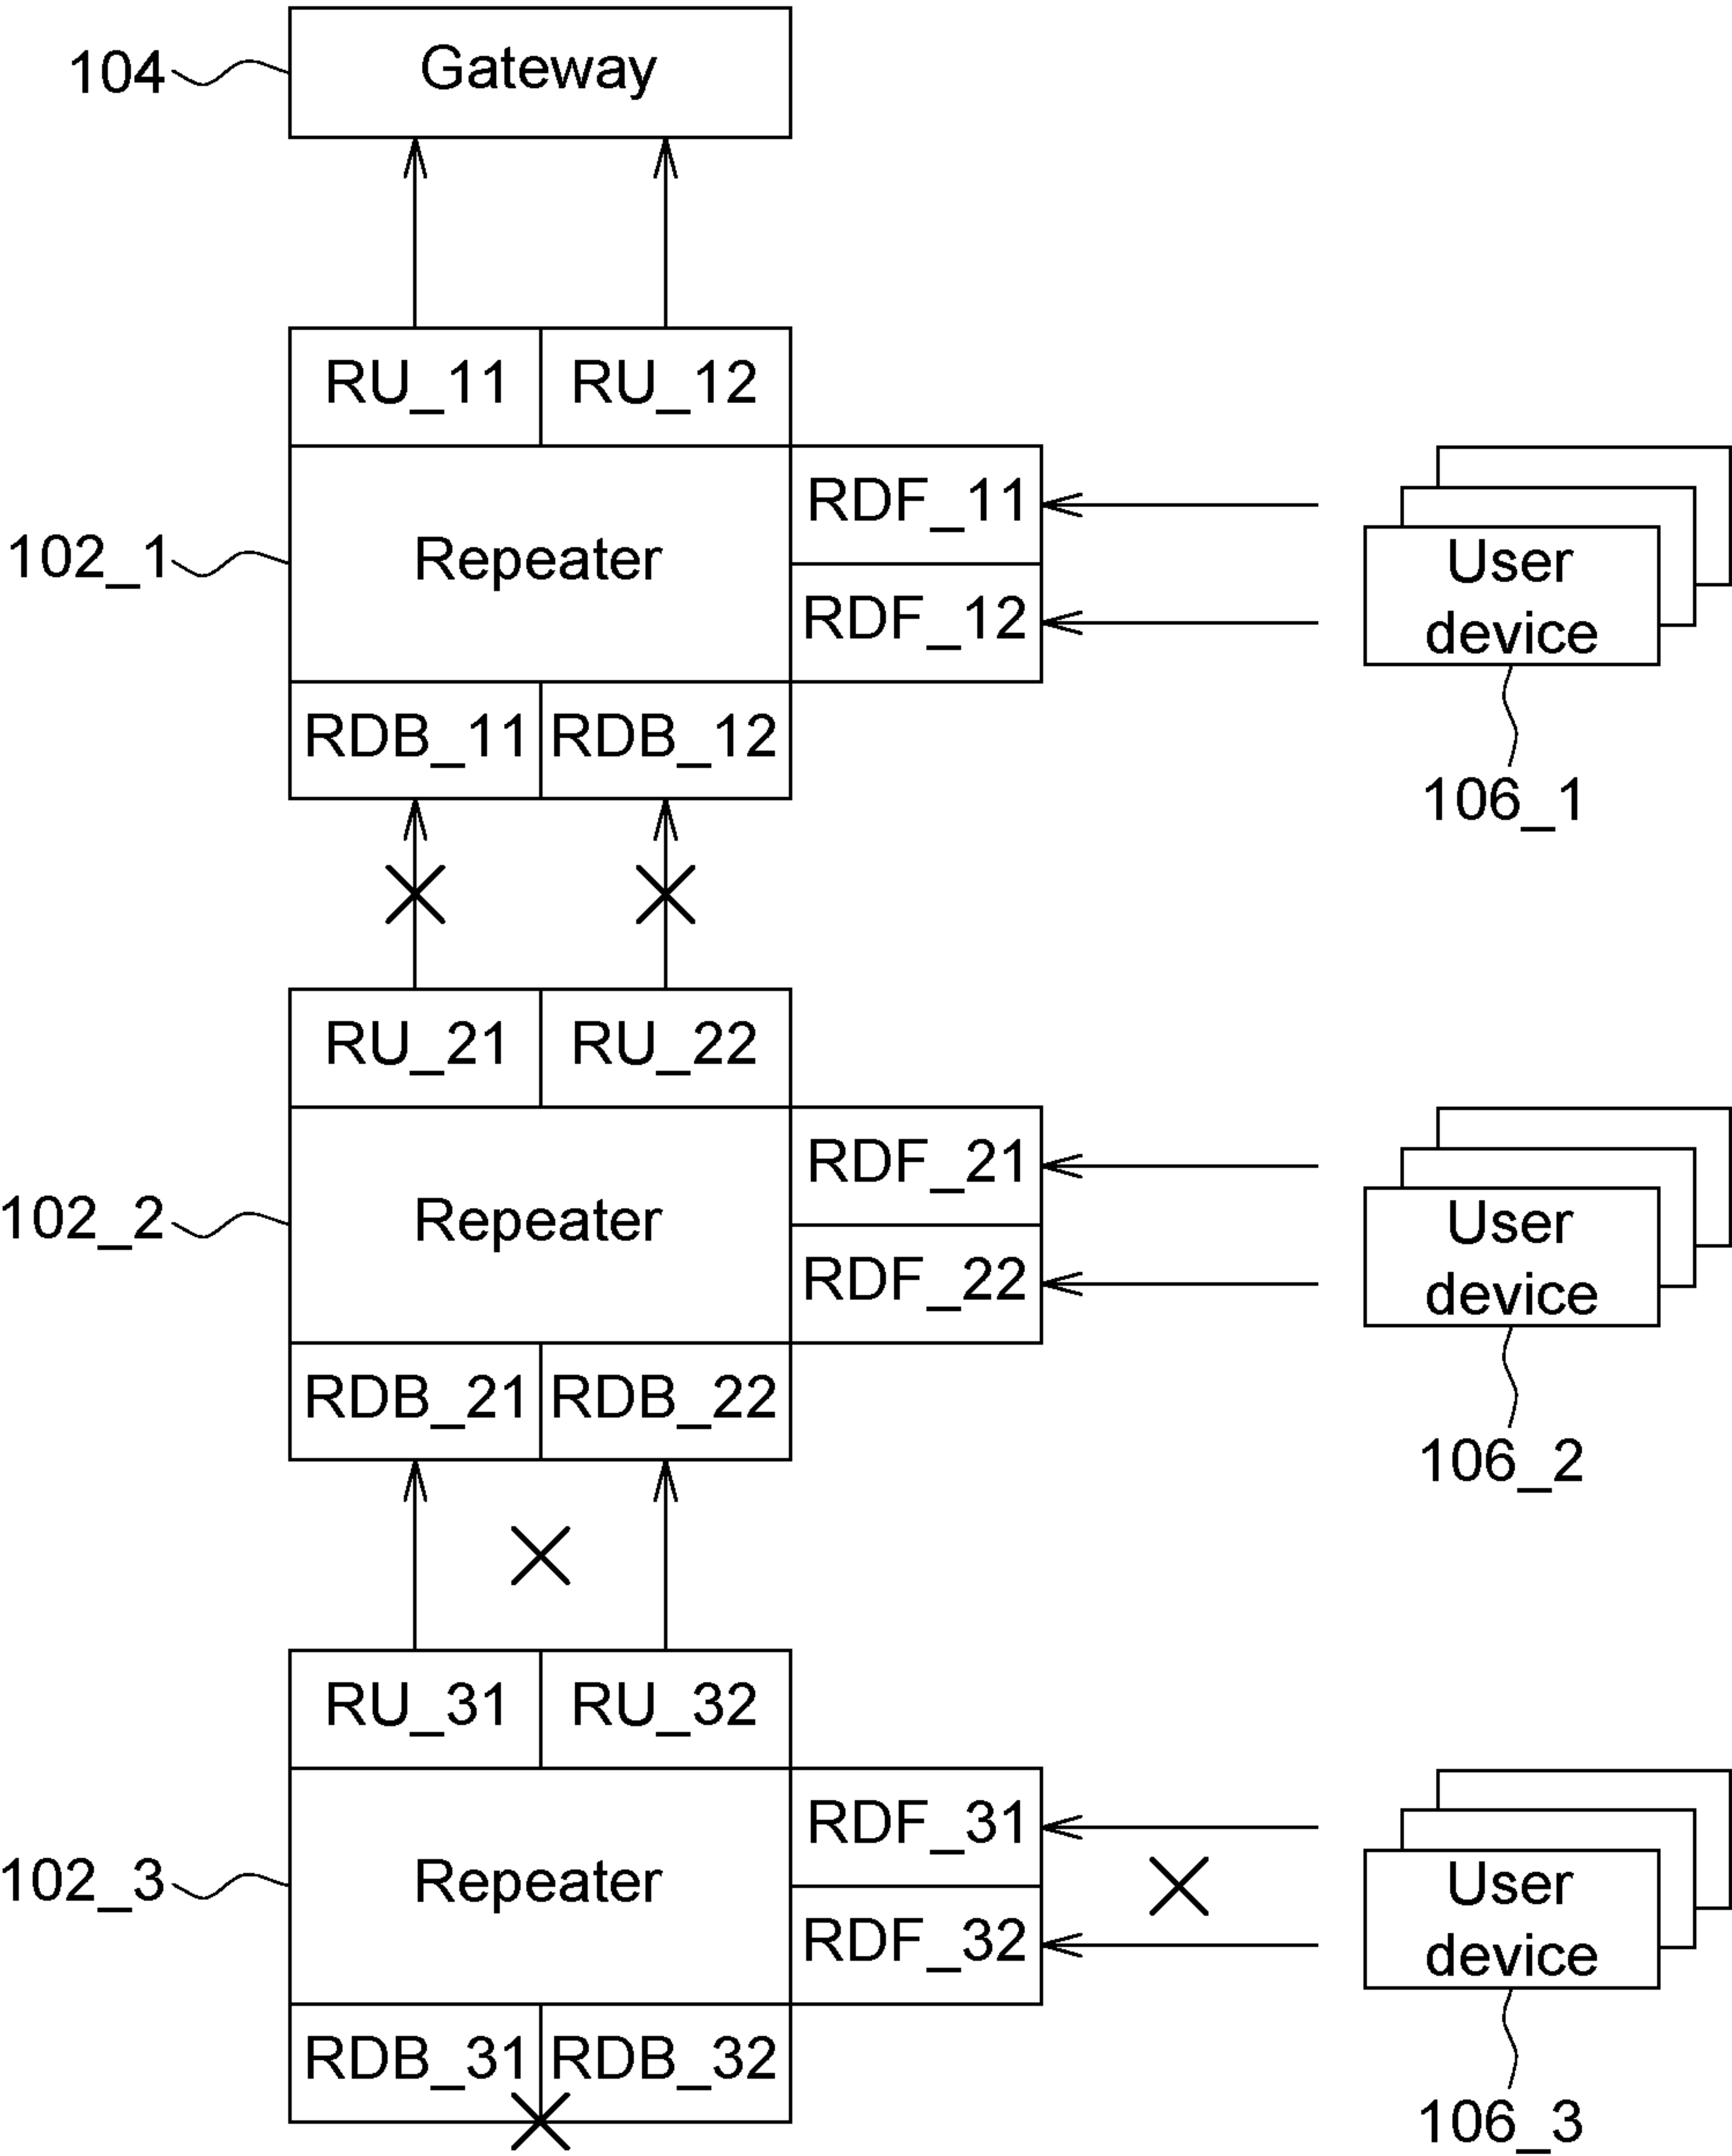 104
Gateway
RU_11
RU_12
102_1
Repeater
RDF_11
RDF_12
User
device
RDB_11
RDB_12
106_1
RU_21
RU_22
102_2
Repeater
RDF_21
RDF_22
User
device
RDB_21
RDB_22
106_2
RU_31
RU_32
102_3
Repeater
RDF_31
RDF_32
User
device
RDB_31
RDB_32
106_3